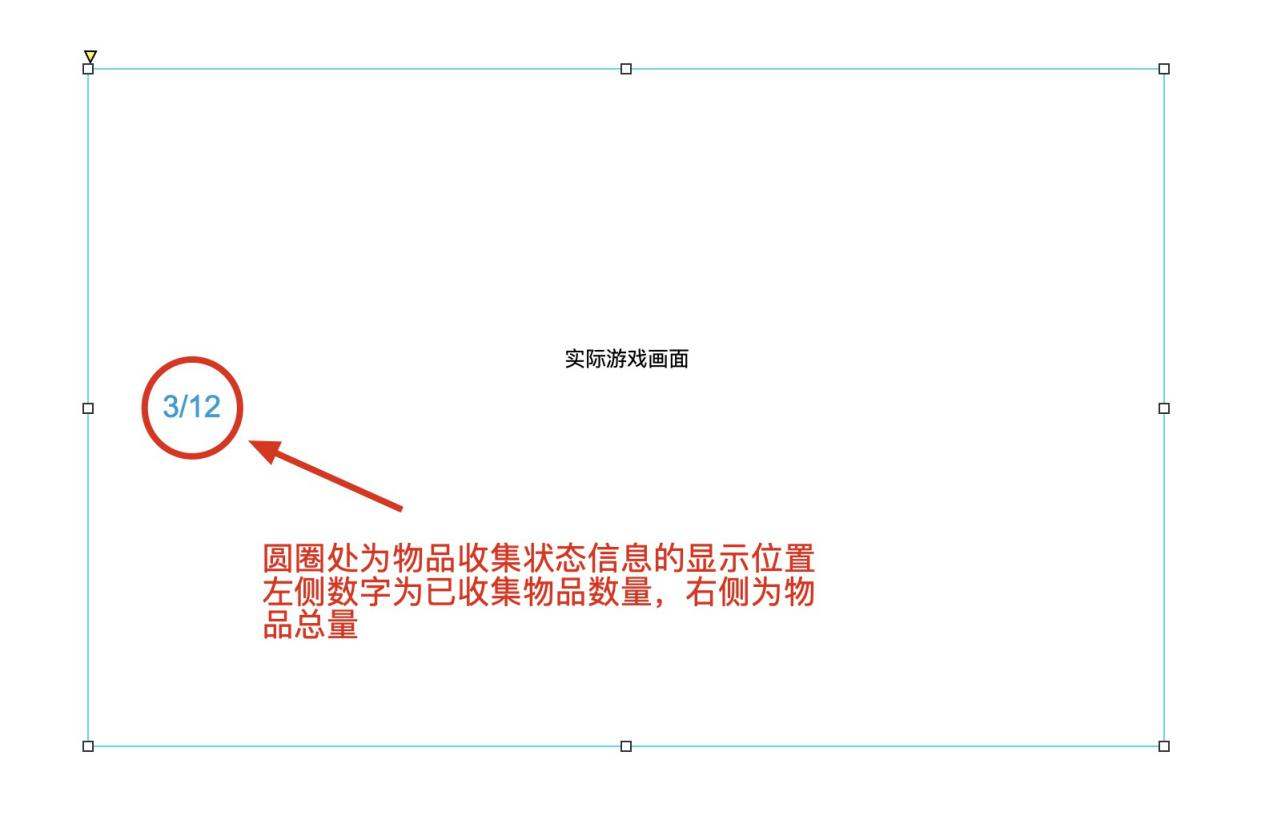 实际游戏画面
3/12
圆圈处为物品收集状态信息的显示位置
左侧数字为已收集物品数量，右侧为物
品总量